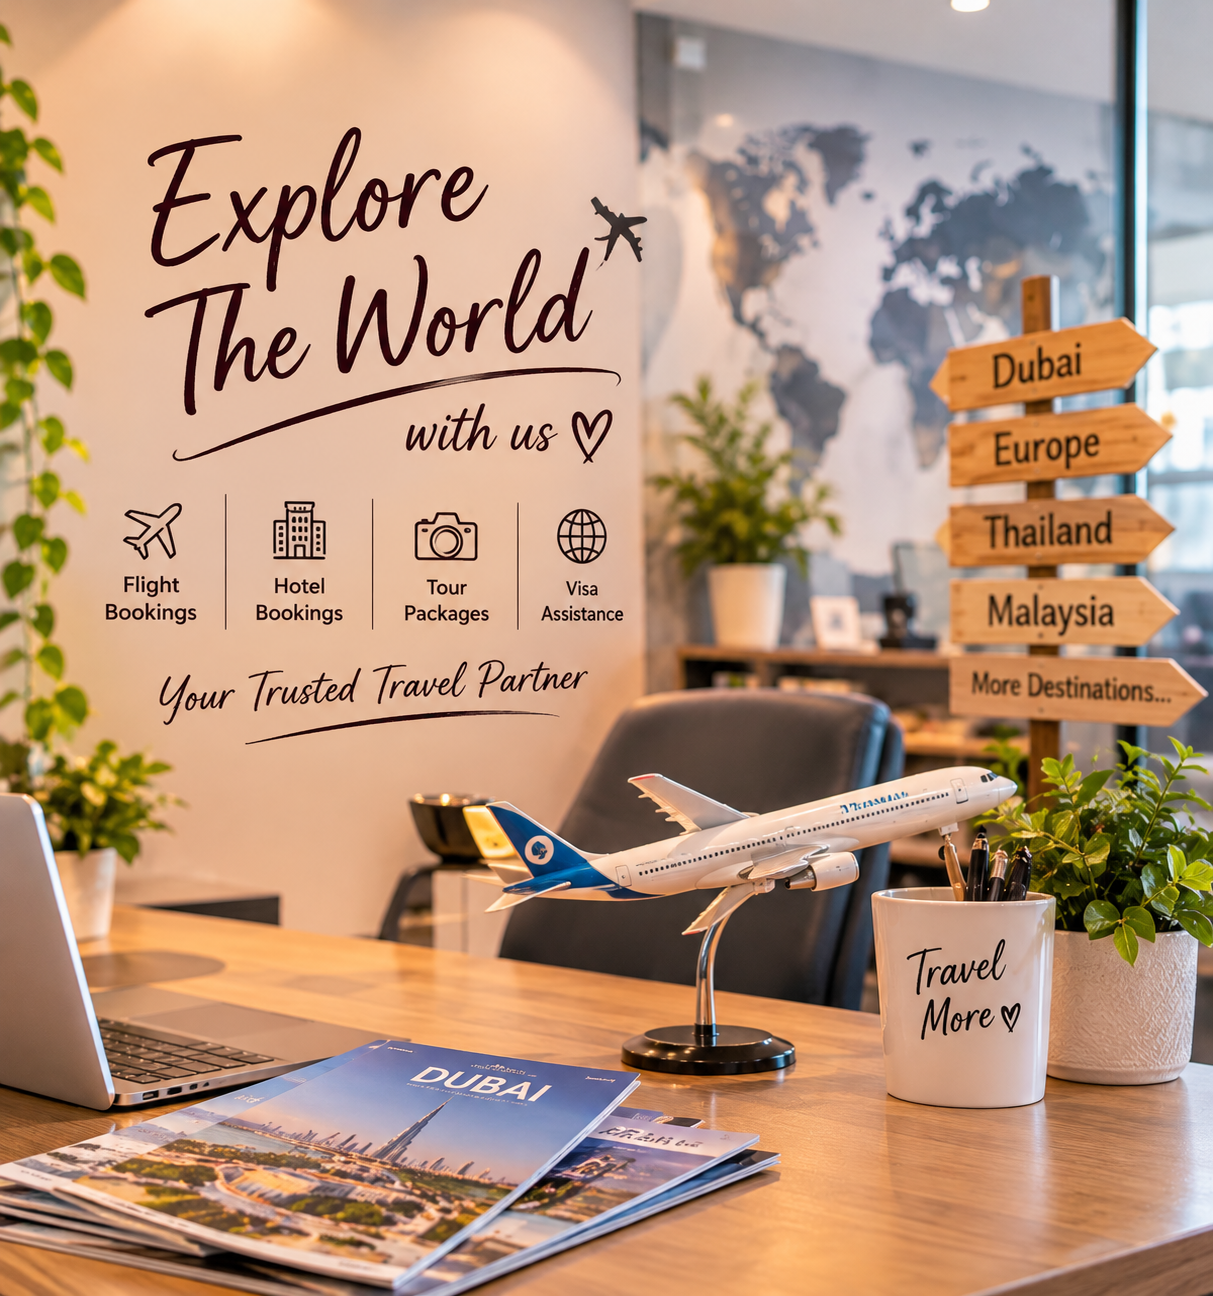 Explore
The World
with us
Flight
Bookings
Hotel
Bookings
Tour
Packages
Visa
Assistance
Your Trusted Travel Partner
Dubai
Europe
Thailand
Malaysia
More Destinations...
Travel
More
DUBAI